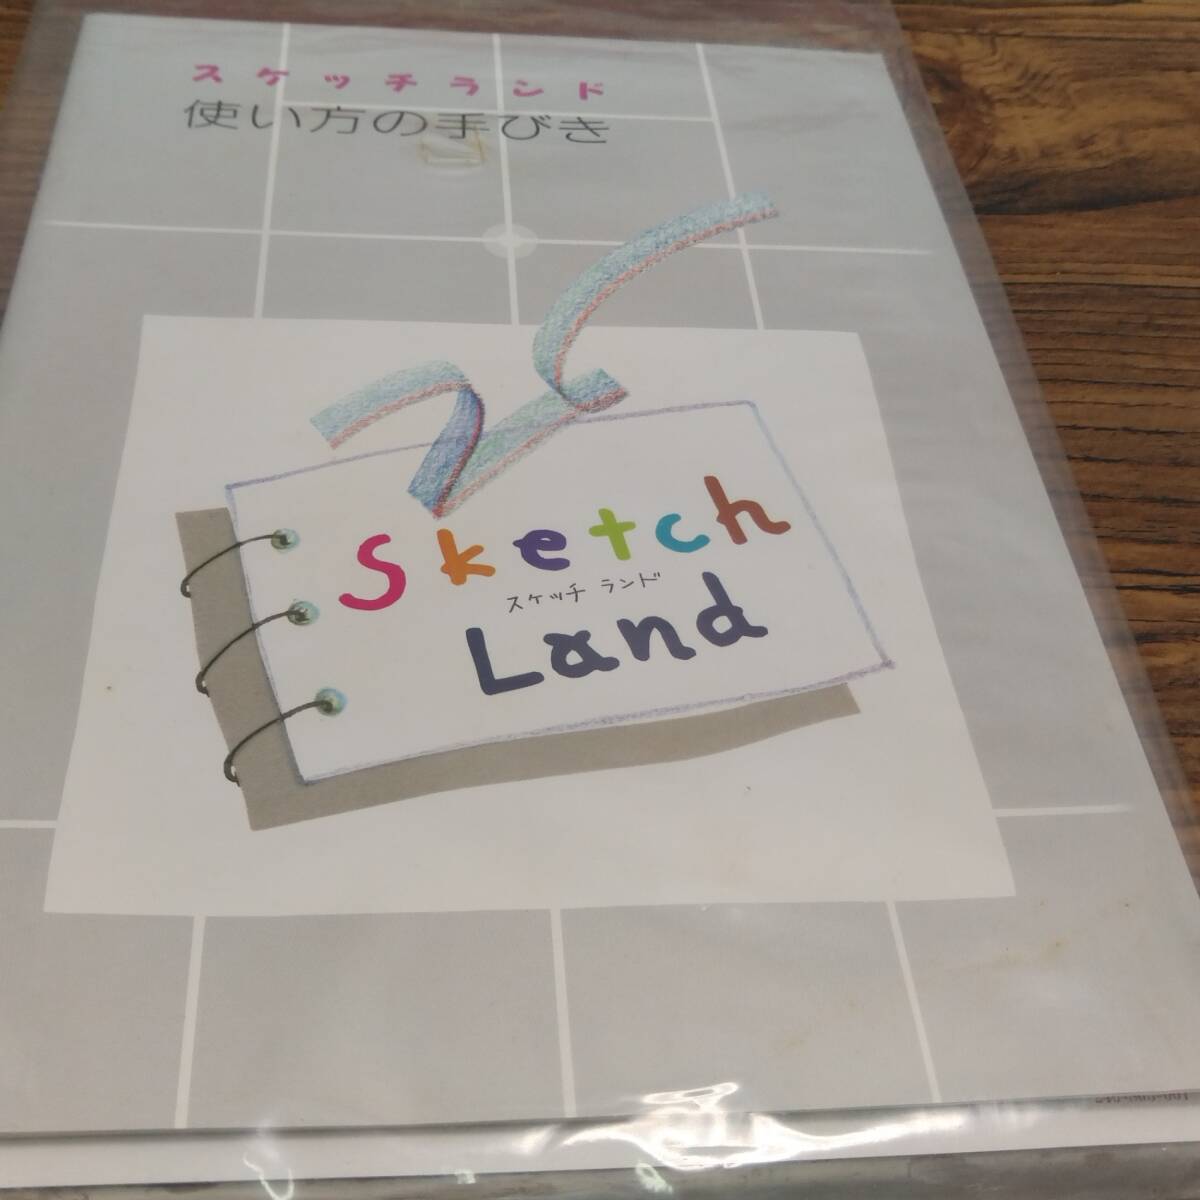 スケッチランド
使い方の手びき
Sketch
スケッチ ランド
Land